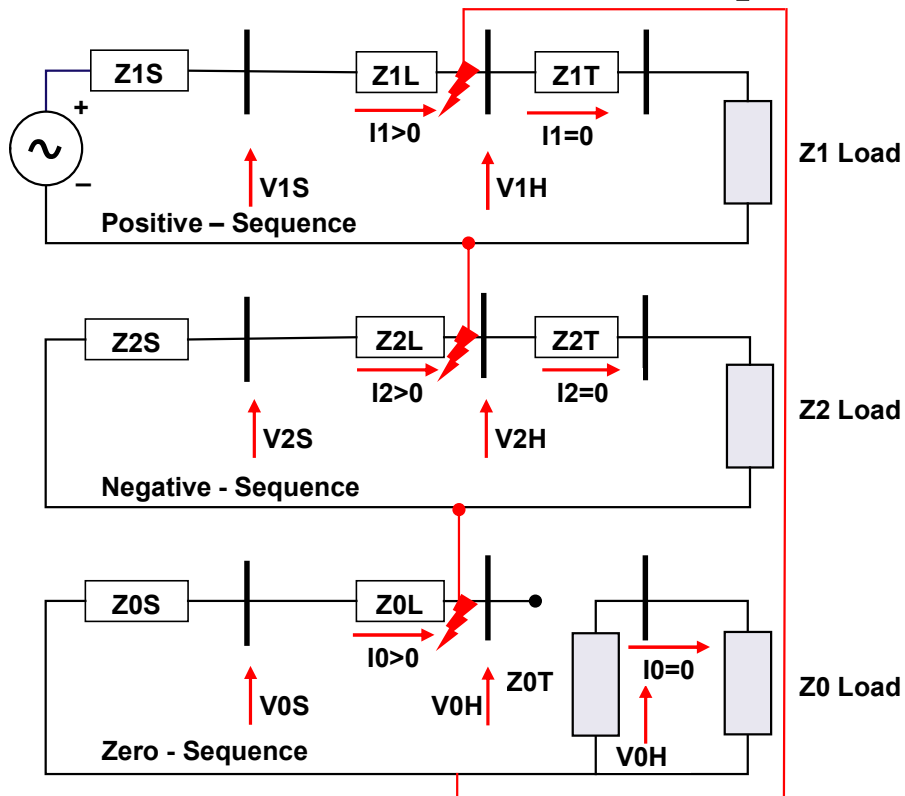 Z1S
Z1L
Z1T
+
I1>0
I1=0
Z1 Load
–
V1S
V1H
Positive – Sequence
Z2S
Z2L
Z2T
I2>0
I2=0
Z2 Load
V2S
V2H
Negative - Sequence
Z0S
Z0L
I0>0
Z0T
I0=0
Z0 Load
V0S
V0H
V0H
Zero - Sequence